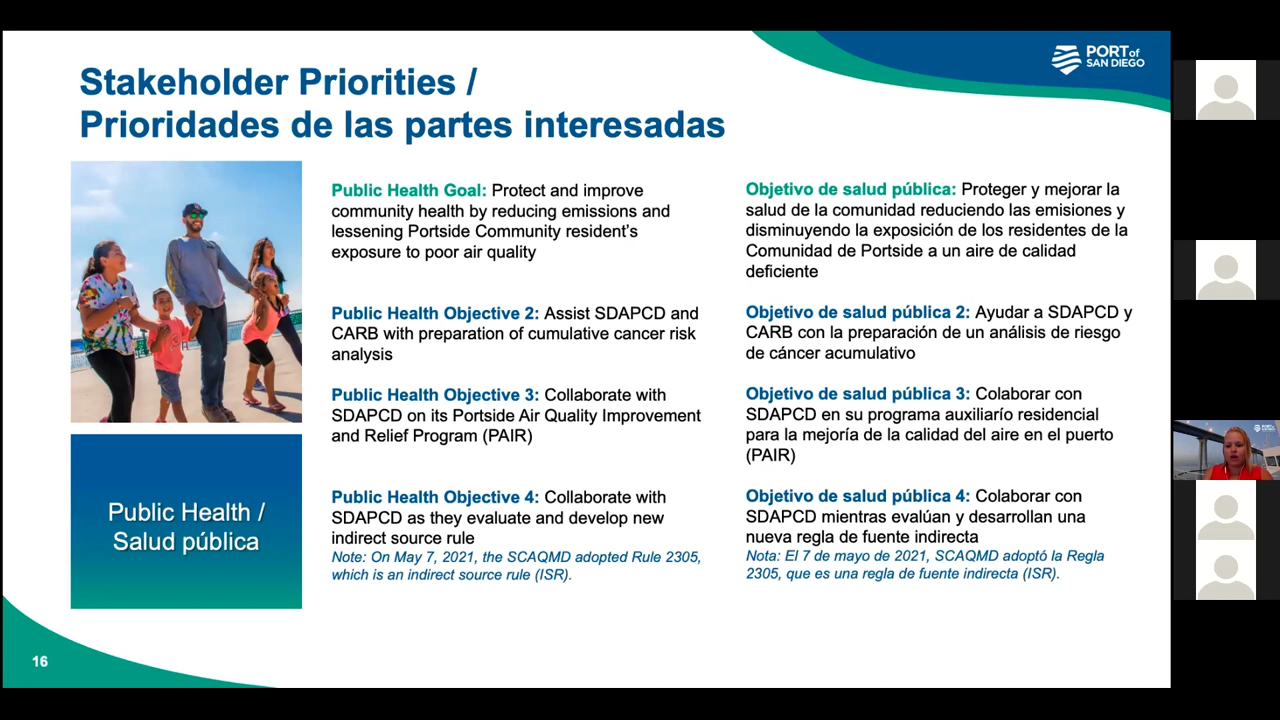 PORT of
SAN DIEGO
Stakeholder Priorities /
Prioridades de las partes interesadas
Public Health /
Salud pública
Public Health Goal: Protect and improve
community health by reducing emissions and
lessening Portside Community resident's
exposure to poor air quality
Public Health Objective 2: Assist SDAPCD and
CARB with preparation of cumulative cancer risk
analysis
Public Health Objective 3: Collaborate with
SDAPCD on its Portside Air Quality Improvement
and Relief Program (PAIR)
Public Health Objective 4: Collaborate with
SDAPCD as they evaluate and develop new
indirect source rule
Note: On May 7, 2021, the SCAQMD adopted Rule 2305,
which is an indirect source rule (ISR).
Objetivo de salud pública: Proteger y mejorar la
salud de la comunidad reduciendo las emisiones y
disminuyendo la exposición de los residentes de la
Comunidad de Portside a un aire de calidad
deficiente
Objetivo de salud pública 2: Ayudar a SDAPCD y
CARB con la preparación de un análisis de riesgo
de cáncer acumulativo
Objetivo de salud pública 3: Colaborar con
SDAPCD en su programa auxiliarío residencial
para la mejoría de la calidad del aire en el puerto
(PAIR)
Objetivo de salud pública 4: Colaborar con
SDAPCD mientras evalúan y desarrollan una
nueva regla de fuente indirecta
Nota: El 7 de mayo de 2021, SCAQMD adoptó la Regla
2305, que es una regla de fuente indirecta (ISR).
16